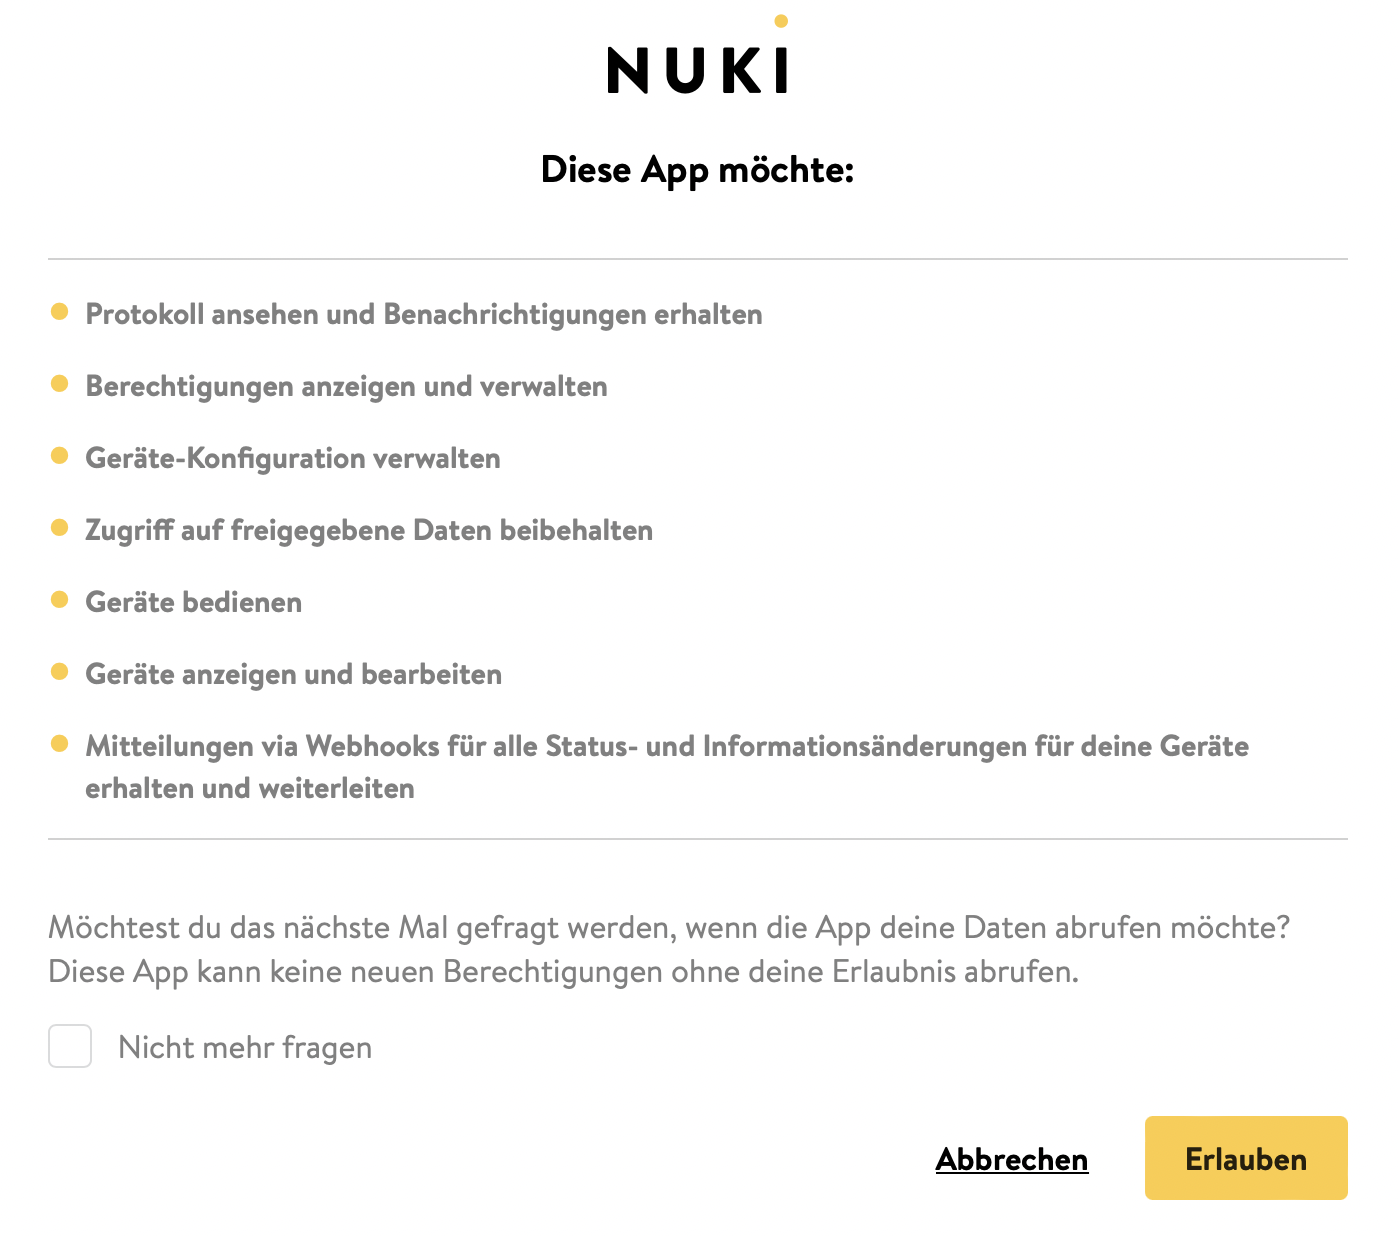 NUKI
Diese App möchte:
Protokoll ansehen und Benachrichtigungen erhalten
Berechtigungen anzeigen und verwalten
Geräte-Konfiguration verwalten
Zugriff auf freigegebene Daten beibehalten
Geräte bedienen
Geräte anzeigen und bearbeiten
Mitteilungen via Webhooks für alle Status- und Informationsänderungen für deine Geräte
erhalten und weiterleiten
Möchtest du das nächste Mal gefragt werden, wenn die App deine Daten abrufen möchte?
Diese App kann keine neuen Berechtigungen ohne deine Erlaubnis abrufen.
Nicht mehr fragen
Abbrechen
Erlauben